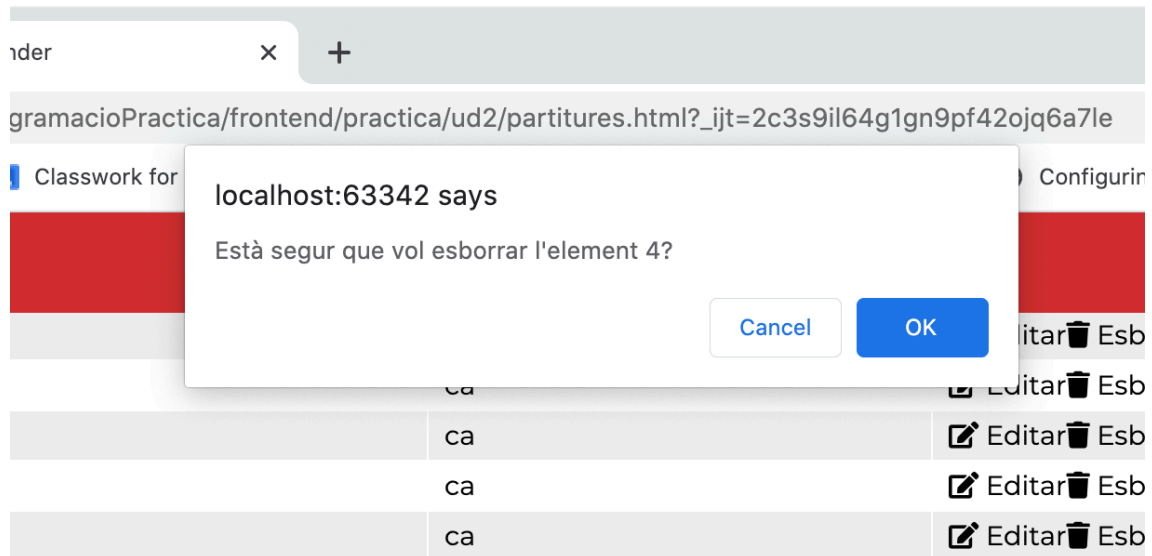 nder
gramacioPractica/frontend/practica/ud2/partitures.html?_ijt=2c3s9il64g1gn9pf42ojq6a7le
Classwork for
Configurin
localhost:63342 says
Està segur que vol esborrar l'element 4?
Cancel OK
itar Esb
ca Editar Esb
ca Editar Esb
ca Editar Esb
ca Editar Esb